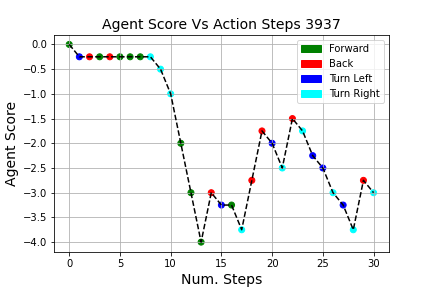 Agent Score Vs Action Steps 3937
Forward
Back
Turn Left
Turn Right
Agent Score
0.0
−0.5
−1.0
−1.5
−2.0
−2.5
−3.0
−3.5
−4.0
0 5 10 15 20 25 30
Num. Steps